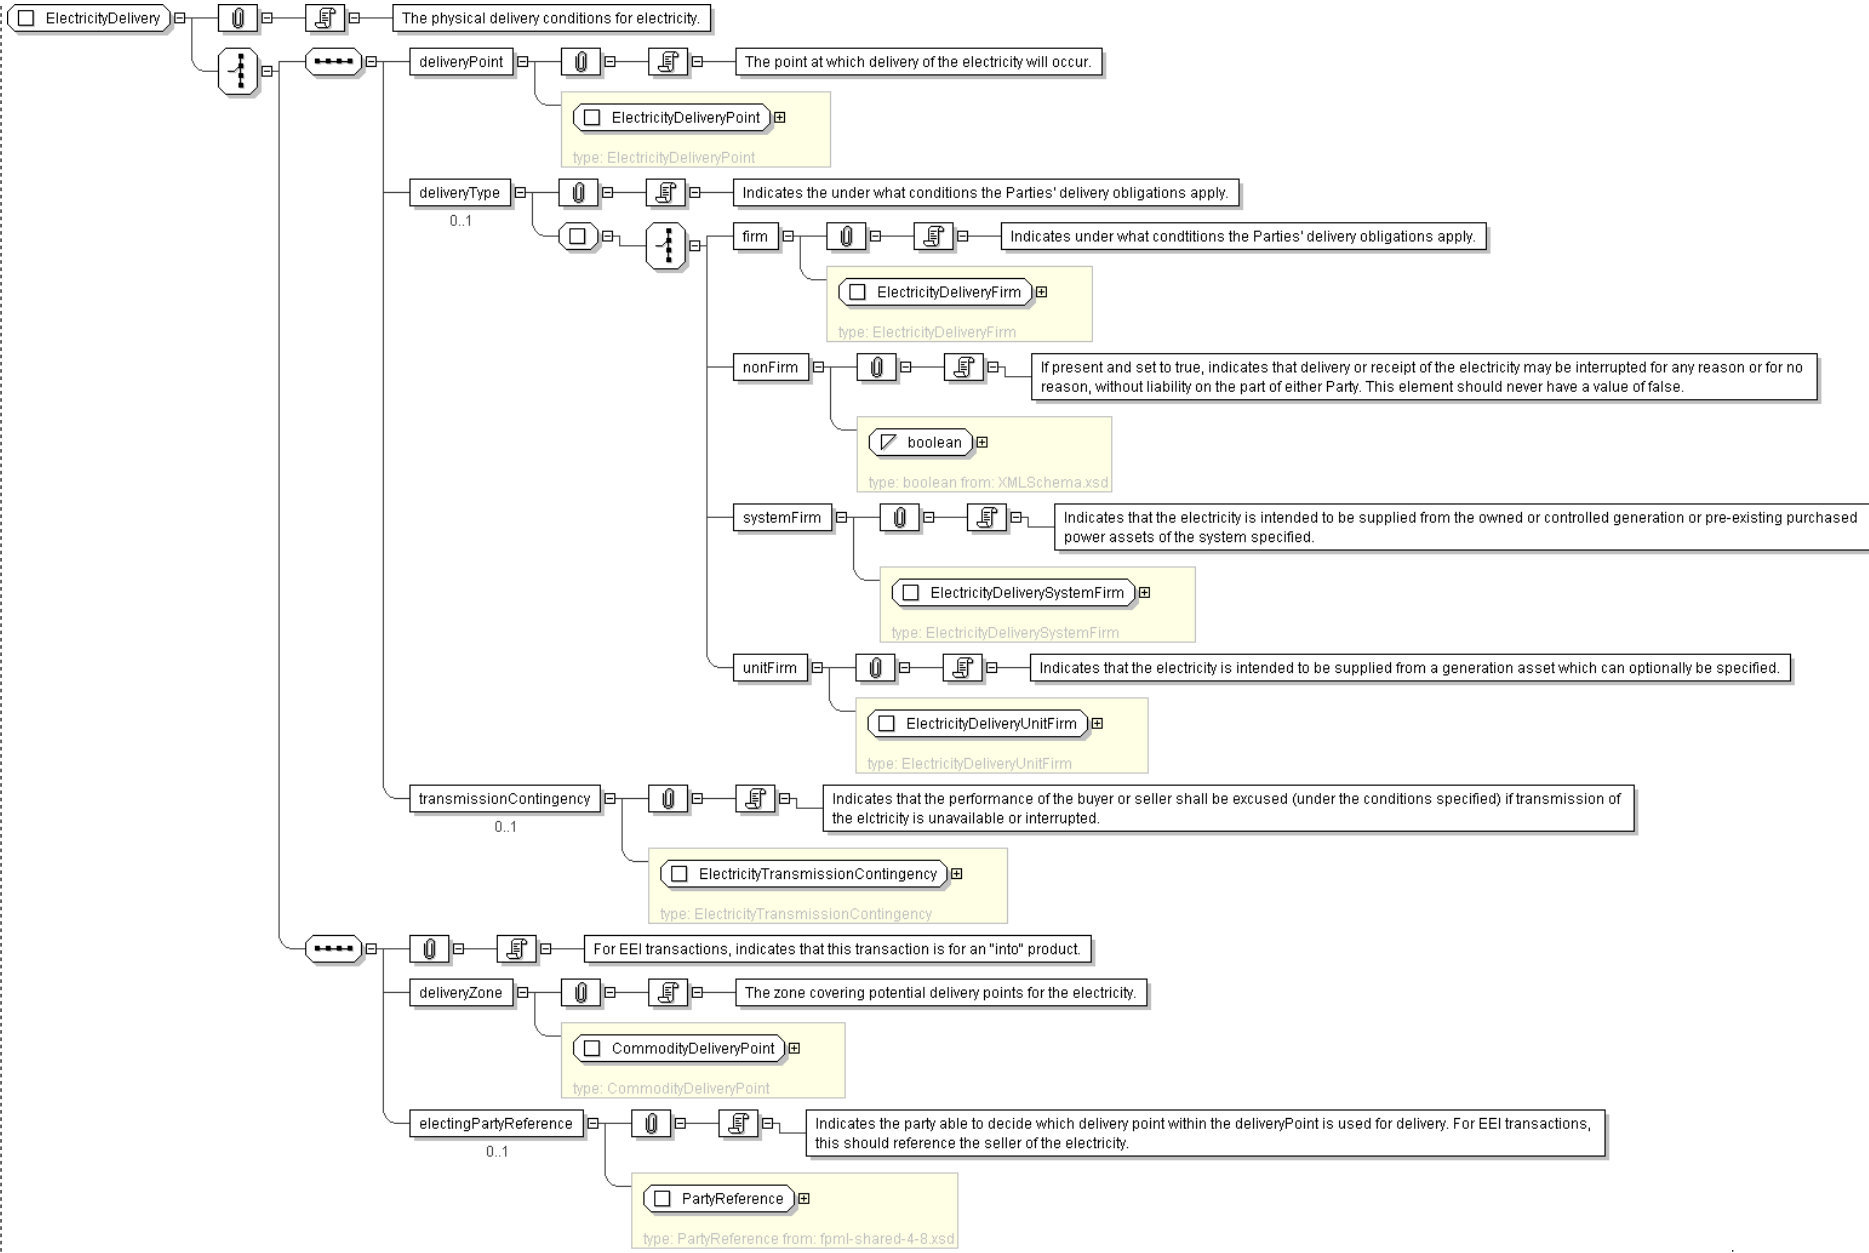 ElectricityDelivery
The physical delivery conditions for electricity.
deliveryPoint
The point at which delivery of the electricity will occur.
ElectricityDeliveryPoint
type: ElectricityDeliveryPoint
deliveryType
Indicates the under what conditions the Parties' delivery obligations apply.
0..1
firm
Indicates under what condtitions the Parties' delivery obligations apply.
ElectricityDeliveryFirm
type: ElectricityDeliveryFirm
nonFirm
If present and set to true, indicates that delivery or receipt of the electricity may be interrupted for any reason or for no
reason, without liability on the part of either Party. This element should never have a value of false.
boolean
type: boolean from: XMLSchema.xsd
systemFirm
Indicates that the electricity is intended to be supplied from the owned or controlled generation or pre-existing purchased
power assets of the system specified.
ElectricityDeliverySystemFirm
type: ElectricityDeliverySystemFirm
unitFirm
Indicates that the electricity is intended to be supplied from a generation asset which can optionally be specified.
ElectricityDeliveryUnitFirm
type: ElectricityDeliveryUnitFirm
transmissionContingency
Indicates that the performance of the buyer or seller shall be excused (under the conditions specified) if transmission of
the elctricity is unavailable or interrupted.
0..1
ElectricityTransmissionContingency
type: ElectricityTransmissionContingency
For EEI transactions, indicates that this transaction is for an "into" product.
deliveryZone
The zone covering potential delivery points for the electricity.
CommodityDeliveryPoint
type: CommodityDeliveryPoint
electingPartyReference
Indicates the party able to decide which delivery point within the deliveryPoint is used for delivery. For EEI transactions,
this should reference the seller of the electricity.
0..1
PartyReference
type: PartyReference from: fpml-shared-4-8.xsd